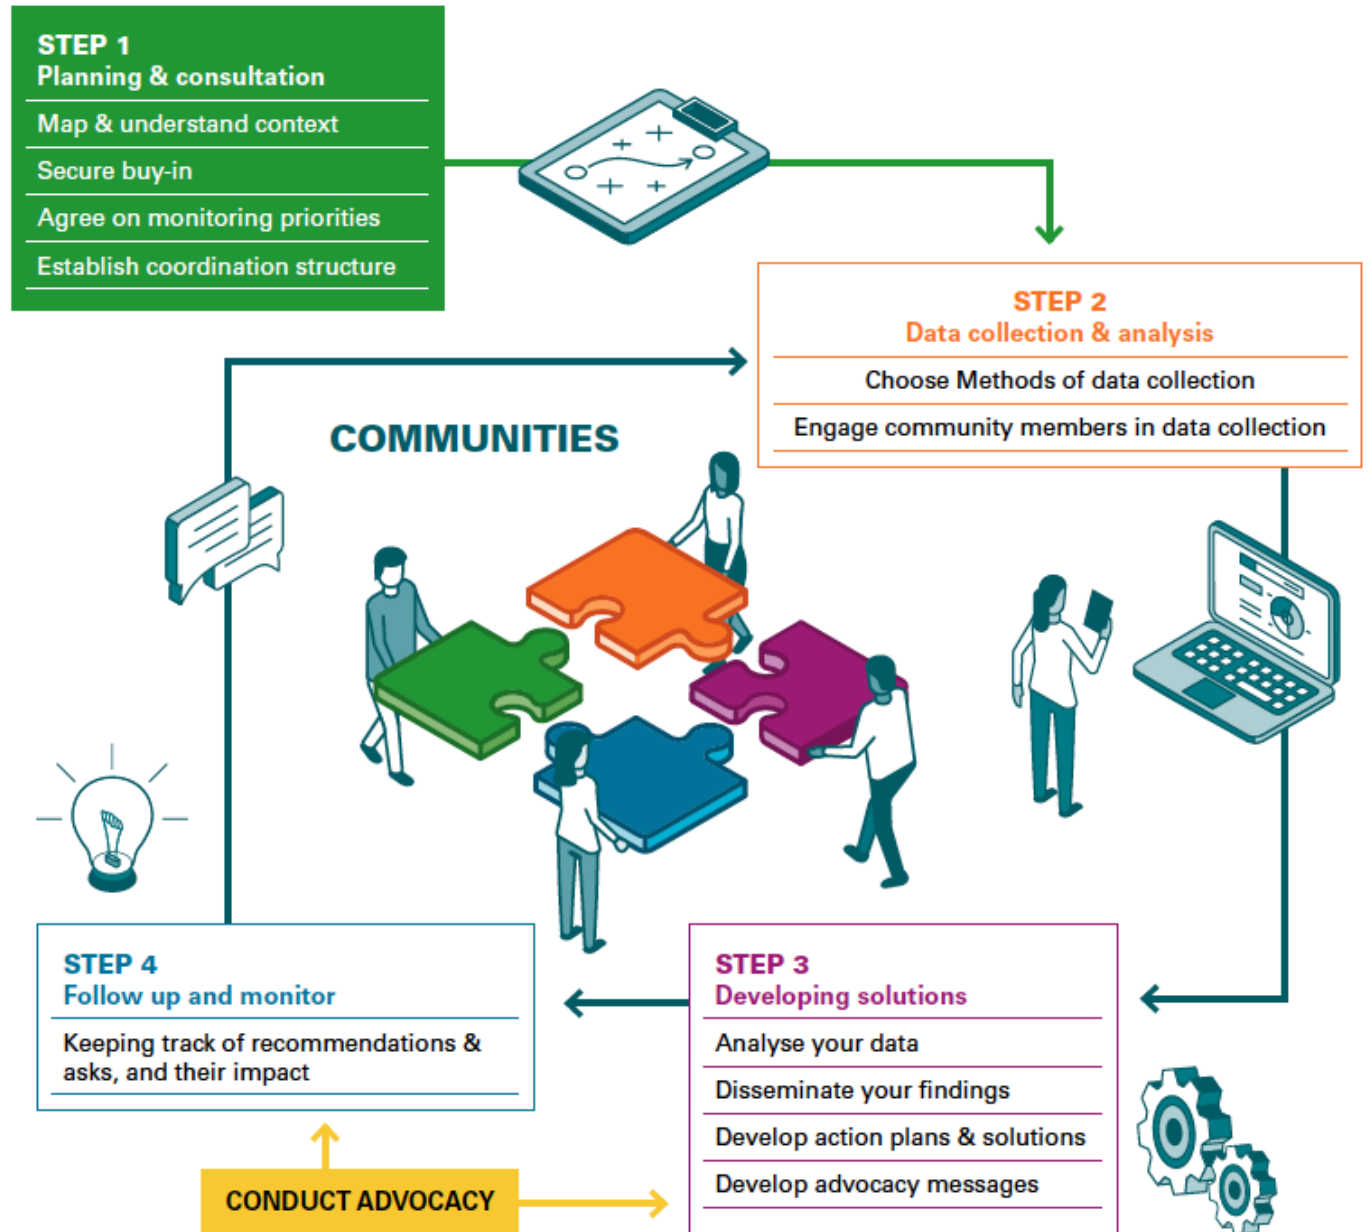 STEP 1
Planning & consultation
Map & understand context
Secure buy-in
Agree on monitoring priorities
Establish coordination structure
STEP 2
Data collection & analysis
Choose Methods of data collection
Engage community members in data collection
COMMUNITIES
STEP 4
Follow up and monitor
Keeping track of recommendations &
asks, and their impact
STEP 3
Developing solutions
Analyse your data
Disseminate your findings
Develop action plans & solutions
Develop advocacy messages
CONDUCT ADVOCACY